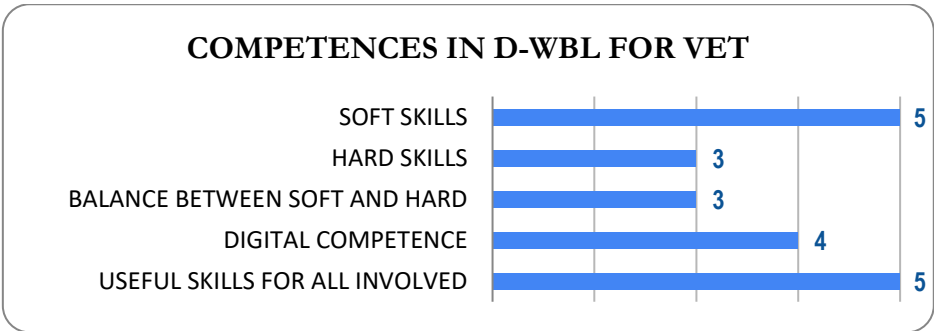 COMPETENCES IN D-WBL FOR VET
SOFT SKILLS 5
HARD SKILLS 3
BALANCE BETWEEN SOFT AND HARD 3
DIGITAL COMPETENCE 4
USEFUL SKILLS FOR ALL INVOLVED 5